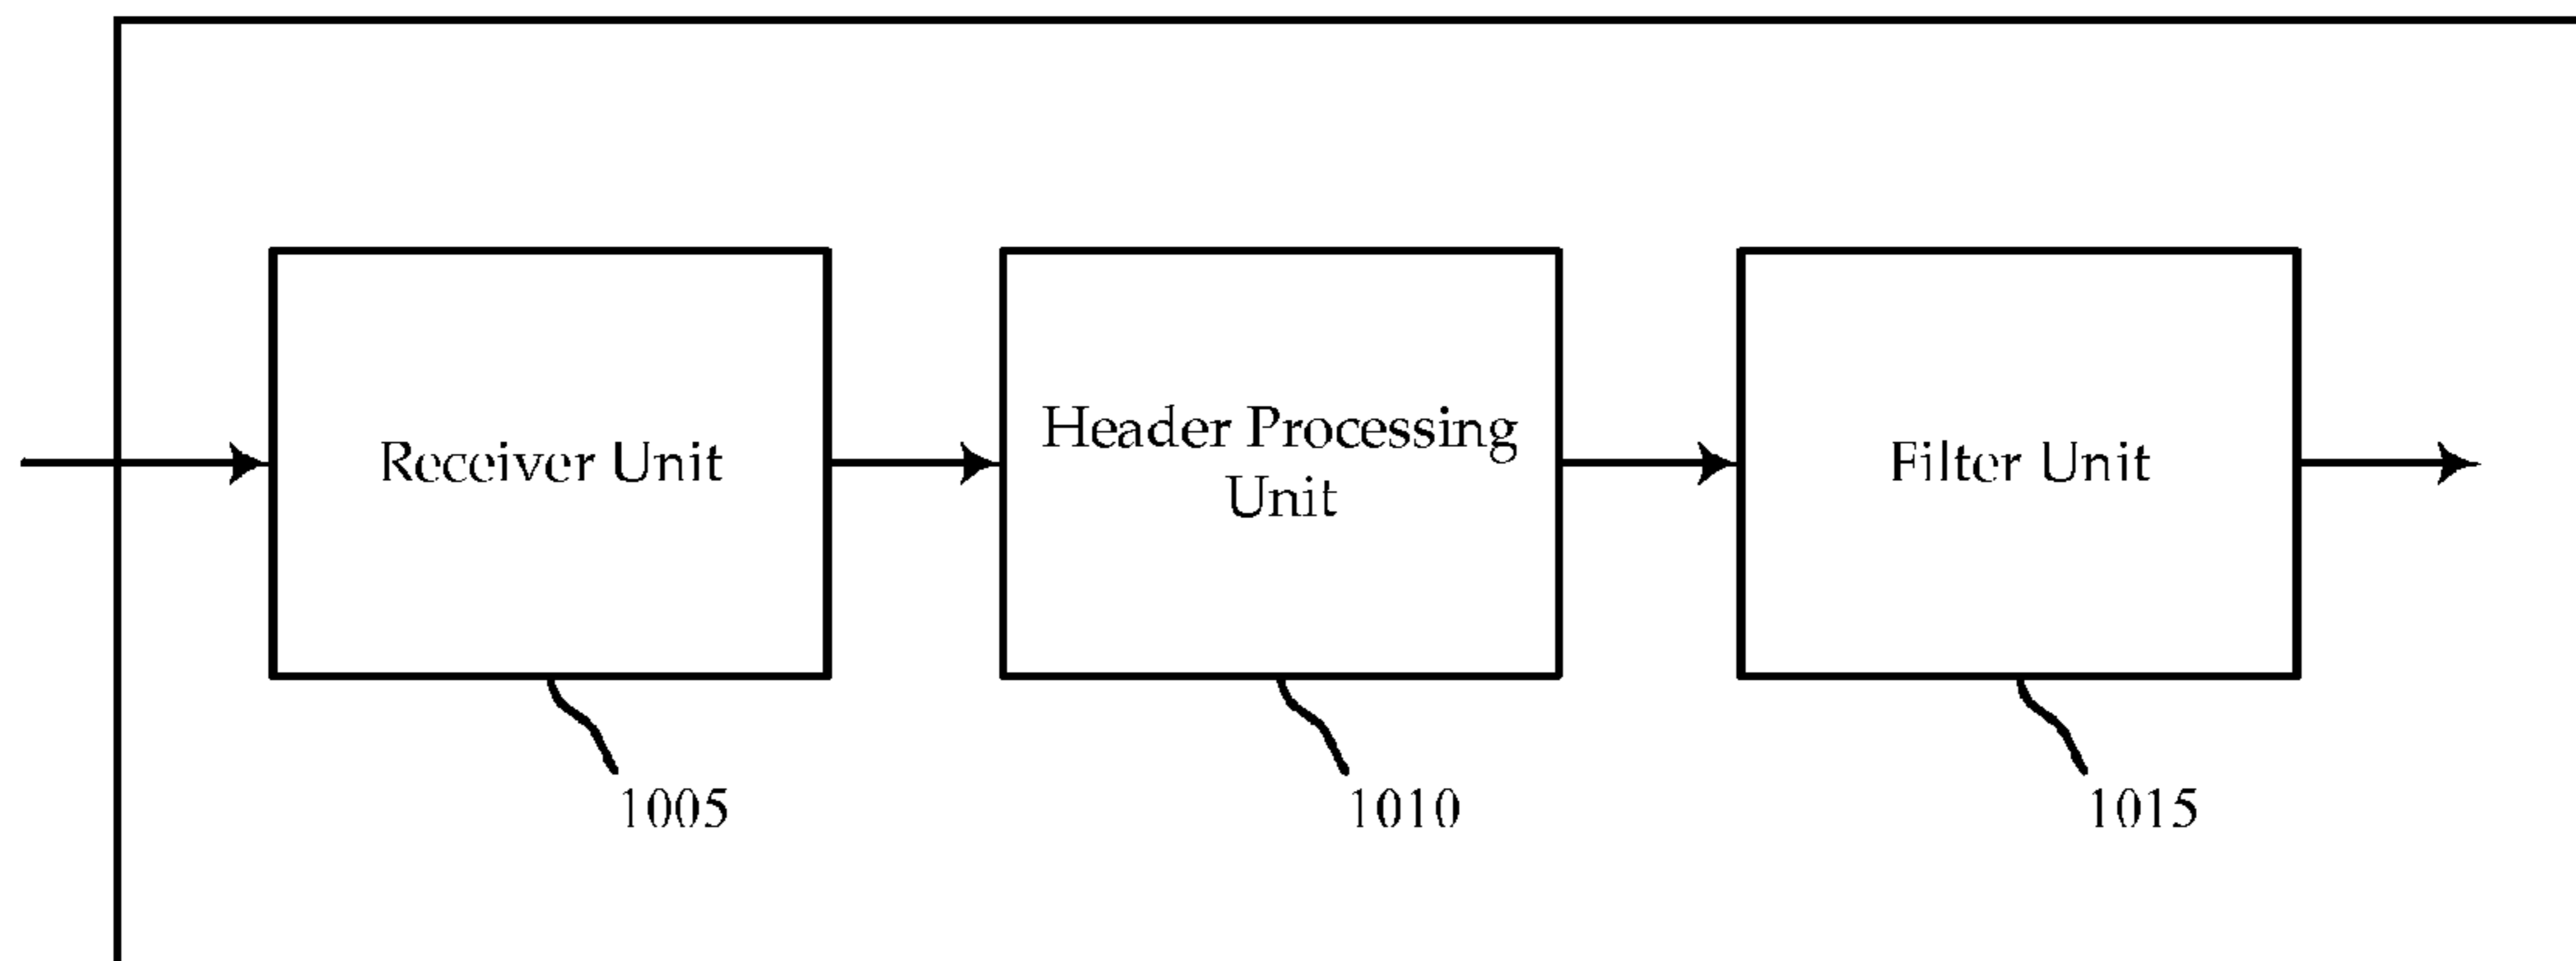 Receiver Unit
Header Processing
Unit
Filter Unit
1005
1010
1015